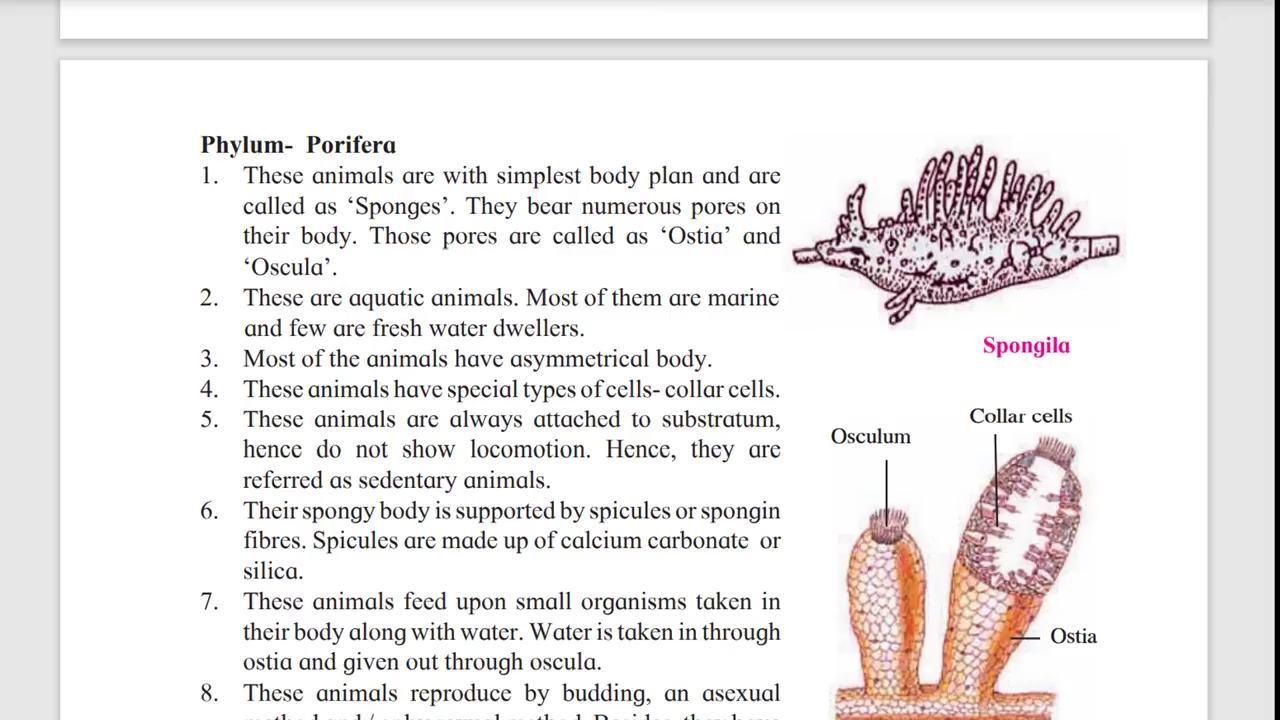 Phylum- Porifera
1. These animals are with simplest body plan and are
called as ‘Sponges’. They bear numerous pores on
their body. Those pores are called as ‘Ostia’ and
‘Oscula’.
2. These are aquatic animals. Most of them are marine
and few are fresh water dwellers.
3. Most of the animals have asymmetrical body.
4. These animals have special types of cells- collar cells.
5. These animals are always attached to substratum,
hence do not show locomotion. Hence, they are
referred as sedentary animals.
6. Their spongy body is supported by spicules or spongin
fibres. Spicules are made up of calcium carbonate or
silica.
7. These animals feed upon small organisms taken in
their body along with water. Water is taken in through
ostia and given out through oscula.
8. These animals reproduce by budding, an asexual
Spongila
Collar cells
Osculum
Ostia